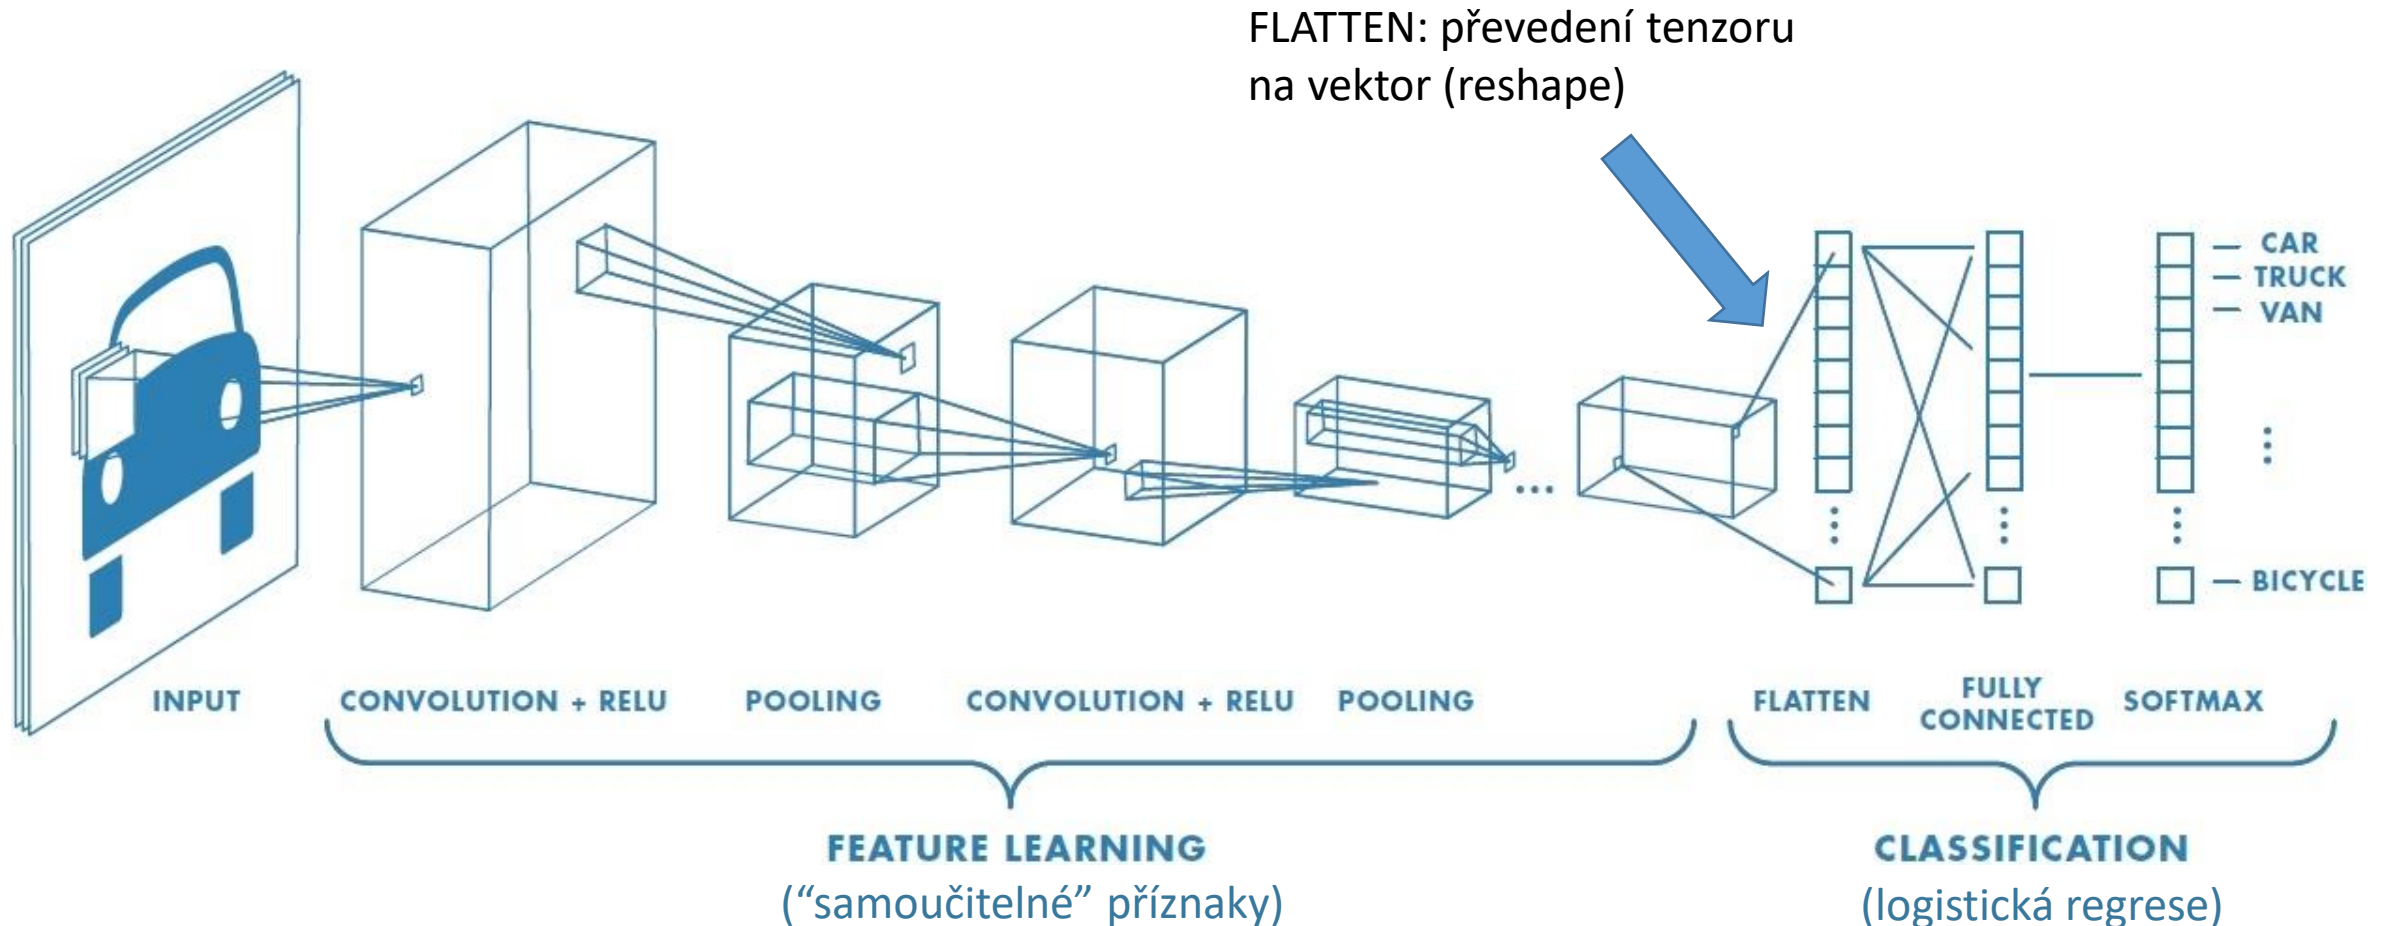 FLATTEN: převedení tenzoru
na vektor (reshape)
CAR
TRUCK
VAN
BICYCLE
INPUT
CONVOLUTION + RELU
POOLING
CONVOLUTION + RELU
POOLING
FLATTEN
FULLY
CONNECTED
SOFTMAX
FEATURE LEARNING
(“samoučitelné” příznaky)
CLASSIFICATION
(logistická regrese)